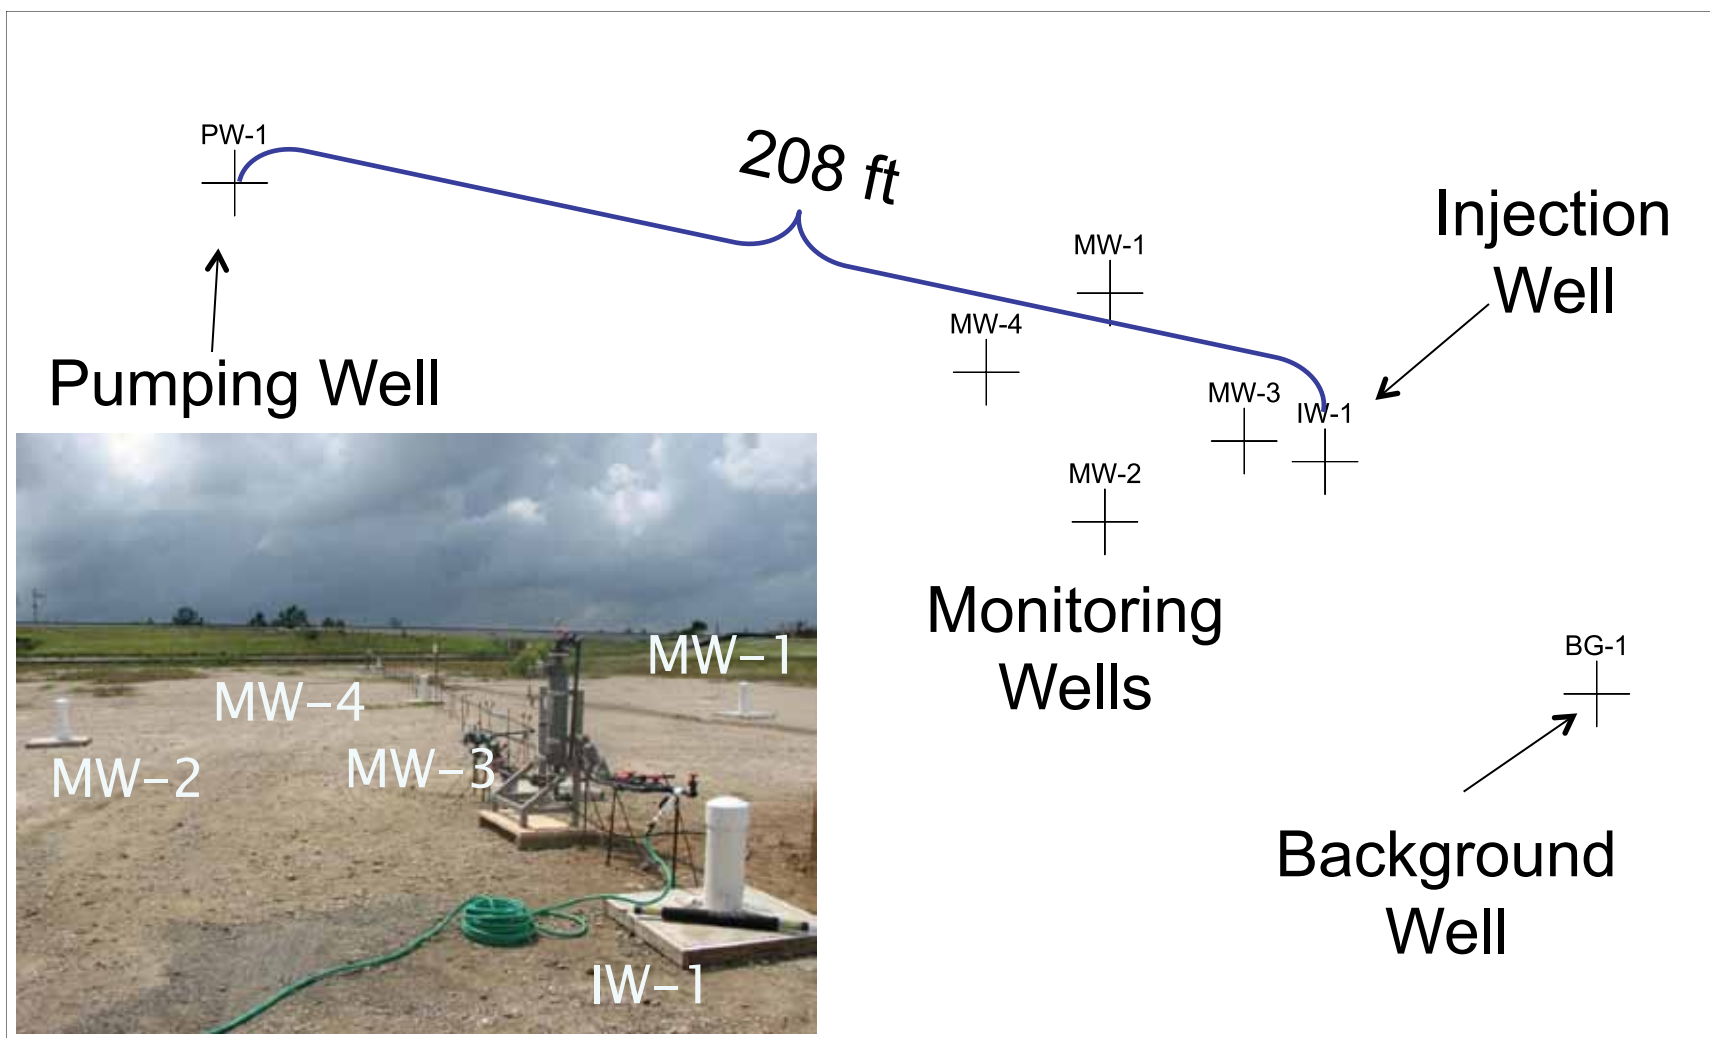 PW-1
208 ft
Injection
Well
MW-1
MW-4
Pumping Well
MW-3
IW-1
MW-2
Monitoring
Wells
BG-1
Background
Well
MW-1
MW-4
MW-3
MW-2
IW-1